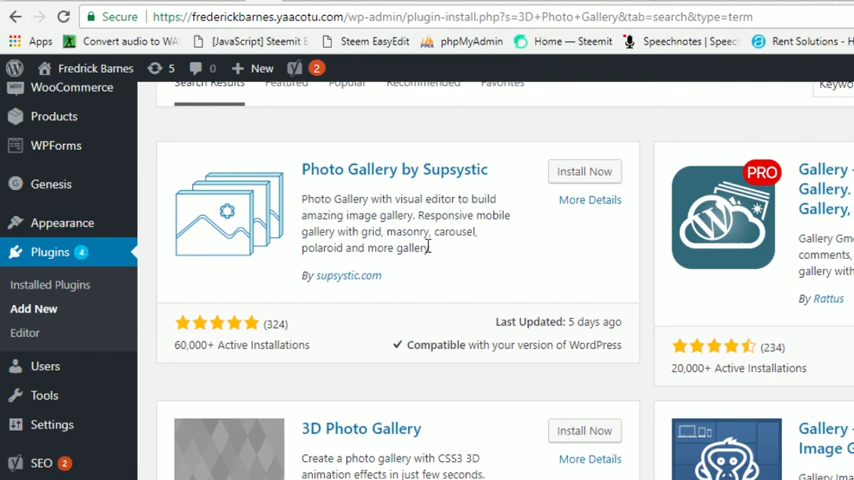 Secure https://frederickbarnes.yaacotu.com/wp-admin/plugin-install.php?s=3D+Photo+Gallery&tab=search&type=term
Apps Convert audio to WA [JavaScript] Steemit E Steem EasyEdit phpMyAdmin Home — Steemit Speechnotes | Speec Rent Solutions - Ho
Fredrick Barnes 5 0 New 2
WooCommerce
Search Results Featured Popular Recommended Favorites
Keywo
Products
WPForms
Genesis
Appearance
Plugins 4
Installed Plugins
Add New
Editor
Users
Tools
Settings
SEO 2
Photo Gallery by Supsystic
Install Now
More Details
Photo Gallery with visual editor to build
amazing image gallery. Responsive mobile
gallery with grid, masonry, carousel,
polaroid and more gallery
By supsystic.com
(324)
60,000+ Active Installations
Last Updated: 5 days ago
Compatible with your version of WordPress
PRO
Gallery -
Gallery.
Gallery,
Gallery Gm
comments,
gallery with
By Rattus
(234)
20,000+ Active Installations
3D Photo Gallery
Install Now
More Details
Create a photo gallery with CSS3 3D
animation effects in just few seconds.
Gallery -
Image G